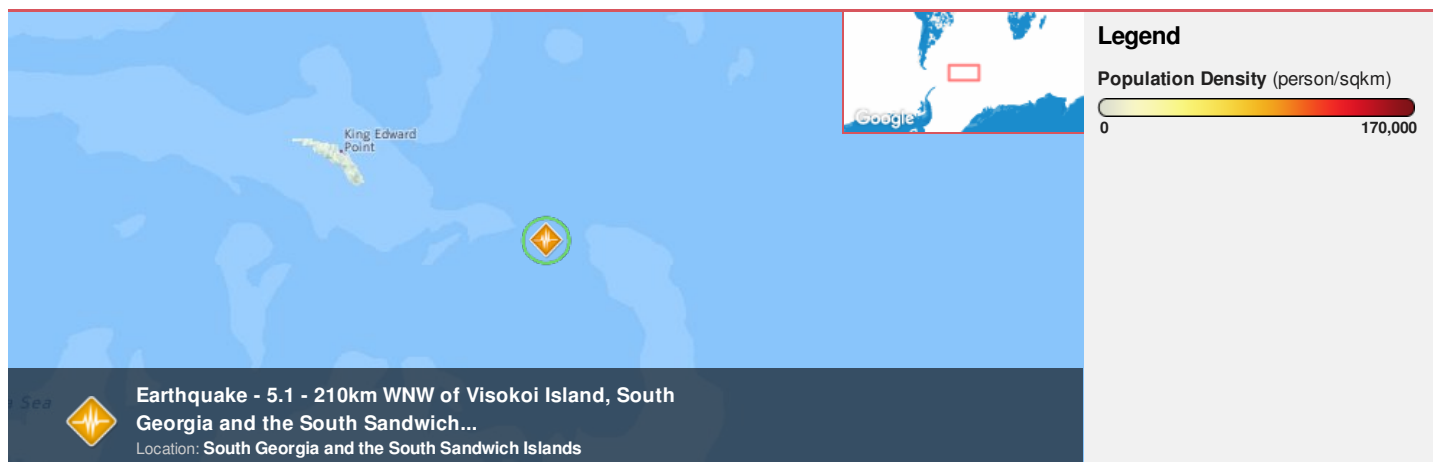 King Edward
Point
Google
Legend
Population Density (person/sqkm)
0 170,000
Sea
Earthquake - 5.1 - 210km WNW of Visokoi Island, South
Georgia and the South Sandwich...
Location: South Georgia and the South Sandwich Islands